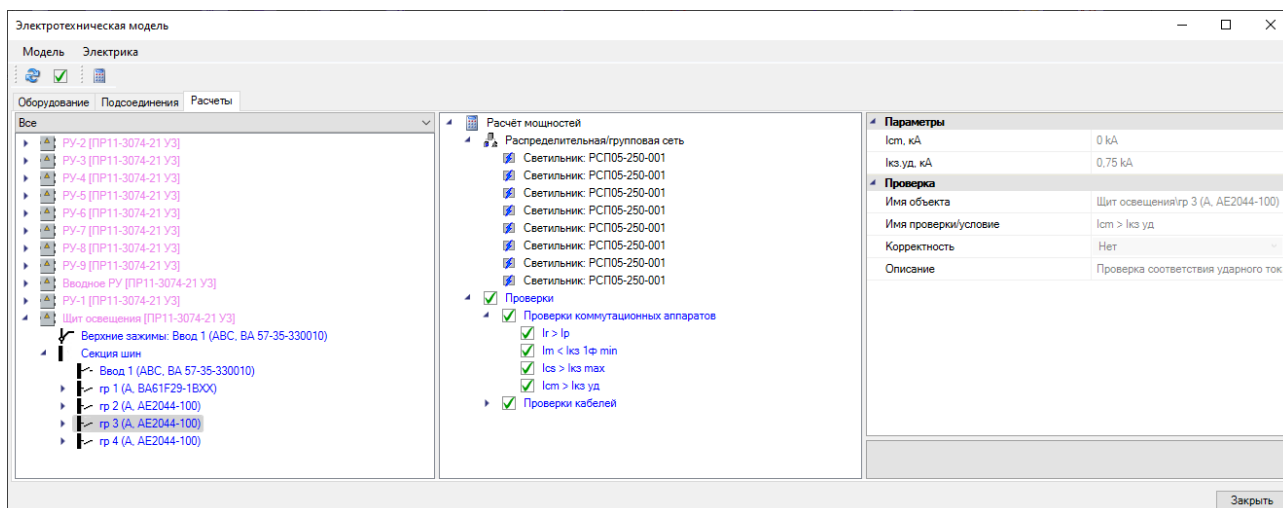 Электротехническая модель
Модель Электрика
Оборудование Подсоединения Расчеты
Все
РУ-2 [ПР11-3074-21 У3]
РУ-3 [ПР11-3074-21 У3]
РУ-4 [ПР11-3074-21 У3]
РУ-5 [ПР11-3074-21 У3]
РУ-6 [ПР11-3074-21 У3]
РУ-7 [ПР11-3074-21 У3]
РУ-8 [ПР11-3074-21 У3]
РУ-9 [ПР11-3074-21 У3]
Вводное РУ [ПР11-3074-21 У3]
РУ-1 [ПР11-3074-21 У3]
Щит освещения [ПР11-3074-21 У3]
Верхние зажимы: Ввод 1 (ABC, ВА 57-35-330010)
Секция шин
Ввод 1 (ABC, ВА 57-35-330010)
гр 1 (A, ВА61F29-1BXX)
гр 2 (A, АЕ2044-100)
гр 3 (A, АЕ2044-100)
гр 4 (A, АЕ2044-100)
Расчёт мощностей
Распределительная/групповая сеть
Светильник: РСП05-250-001
Светильник: РСП05-250-001
Светильник: РСП05-250-001
Светильник: РСП05-250-001
Светильник: РСП05-250-001
Светильник: РСП05-250-001
Светильник: РСП05-250-001
Светильник: РСП05-250-001
Проверки
Проверки коммутационных аппаратов
Ir > Ip
Im < Iкз 1ф min
Ics > Iкз max
Icm > Iкз уд
Проверки кабелей
Параметры
Icm, кА 0 kA
Iкз.уд, кА 0,75 kA
Проверка
Имя объекта Щит освещения\гр 3 (A, АЕ2044-100)
Имя проверки/условие Icm > Iкз уд
Корректность Нет
Описание Проверка соответствия ударного ток
Закрыть